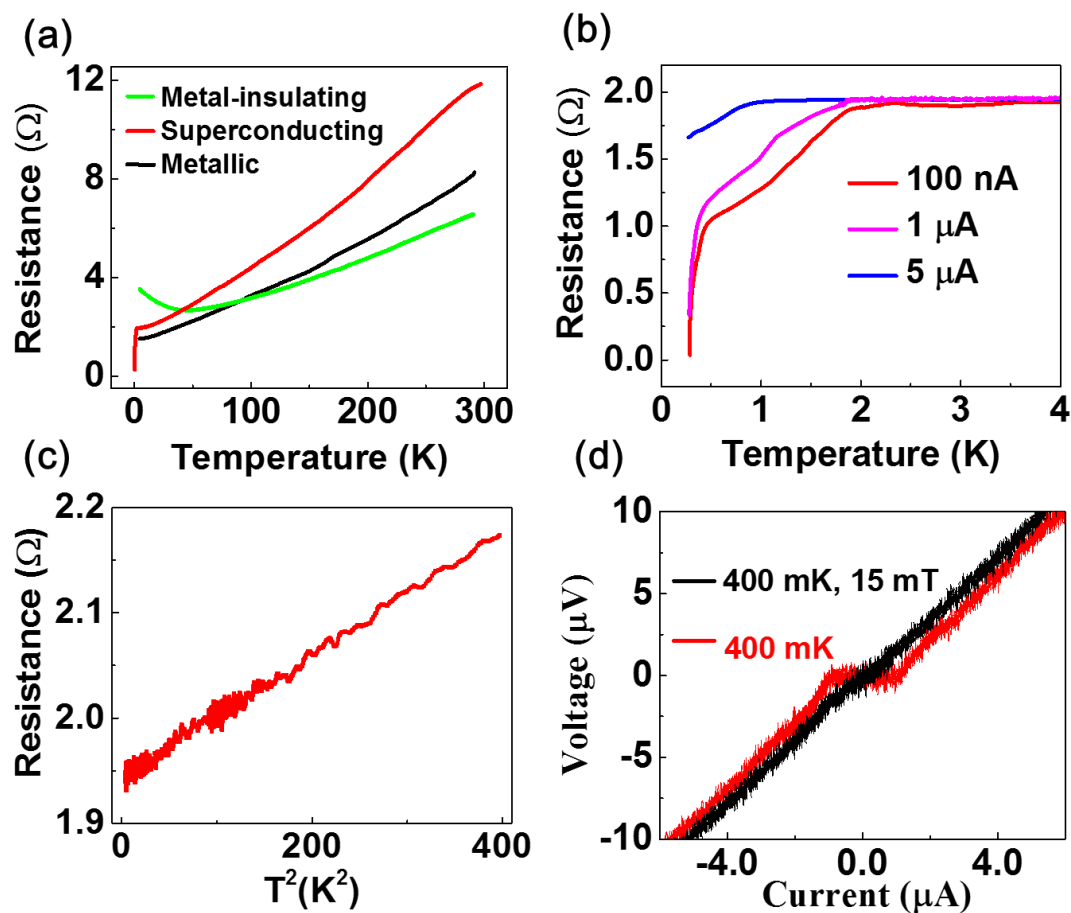 (a)
12
8
4
0
Resistance (Ω)
Metal-insulating
Superconducting
Metallic
0 100 200 300
Temperature (K)
(b)
2.0
1.5
1.0
0.5
0.0
Resistance (Ω)
100 nA
1 μA
5 μA
0 1 2 3 4
Temperature (K)
(c)
2.2
2.1
2.0
1.9
Resistance (Ω)
0 200 400
T²(K²)
(d)
10
5
0
-5
-10
Voltage (μV)
400 mK, 15 mT
400 mK
-4.0 0.0 4.0
Current (μA)